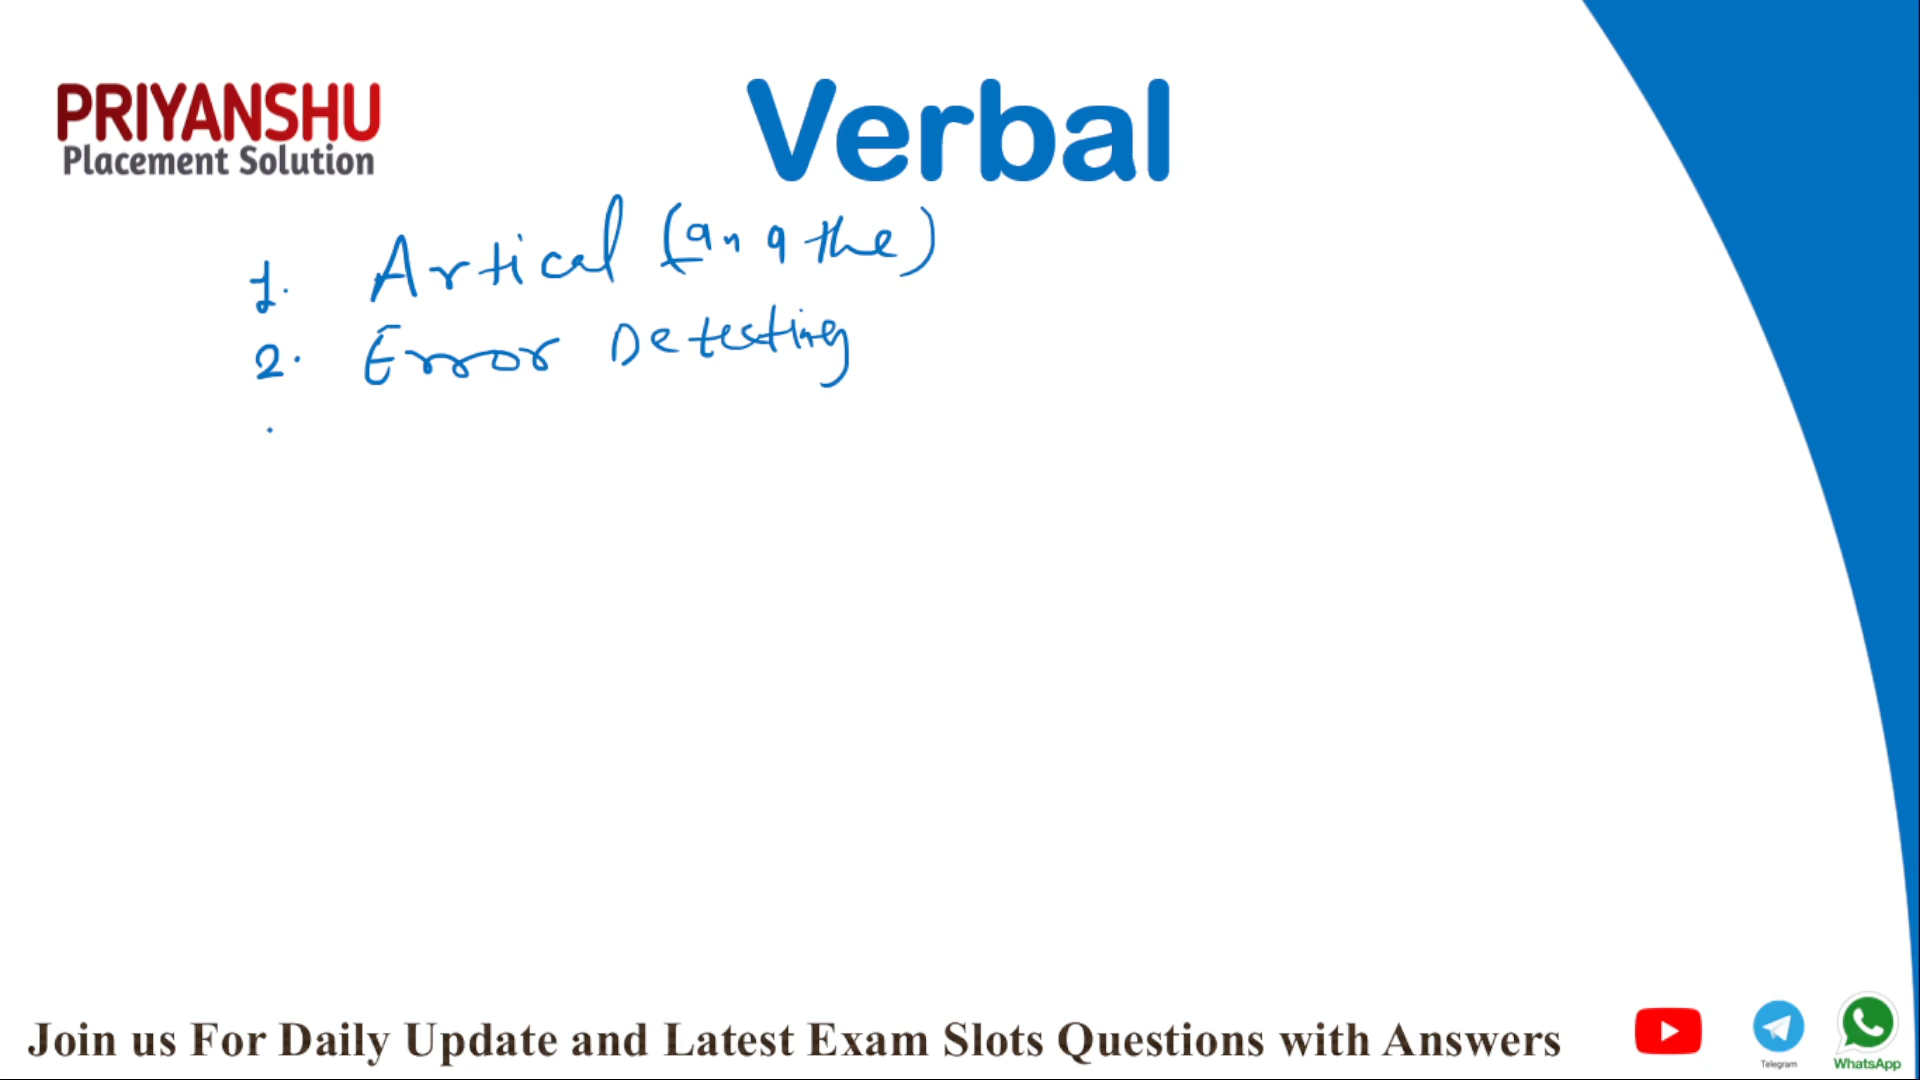 PRIYANSHU
Placement Solution
Verbal
1. Artical (an a the)
2. Error Detesting
Join us For Daily Update and Latest Exam Slots Questions with Answers
Telegram
WhatsApp